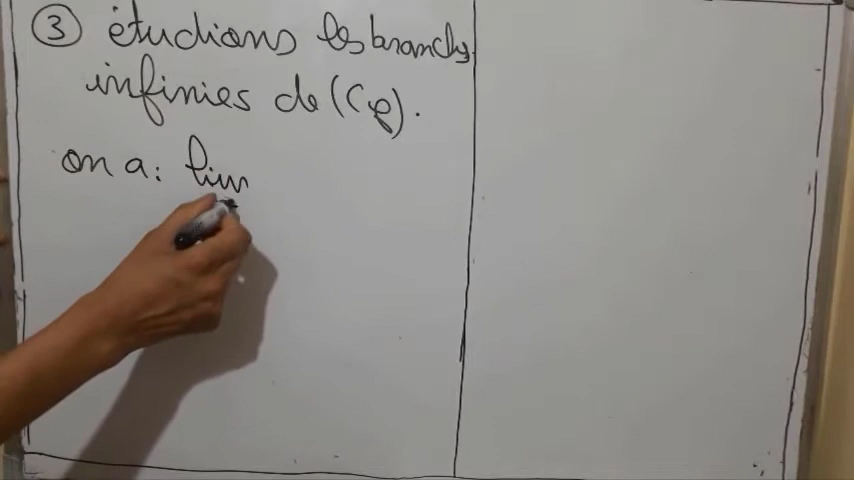 ③ étudions les branches
infinies de (Cf).
on a: lim